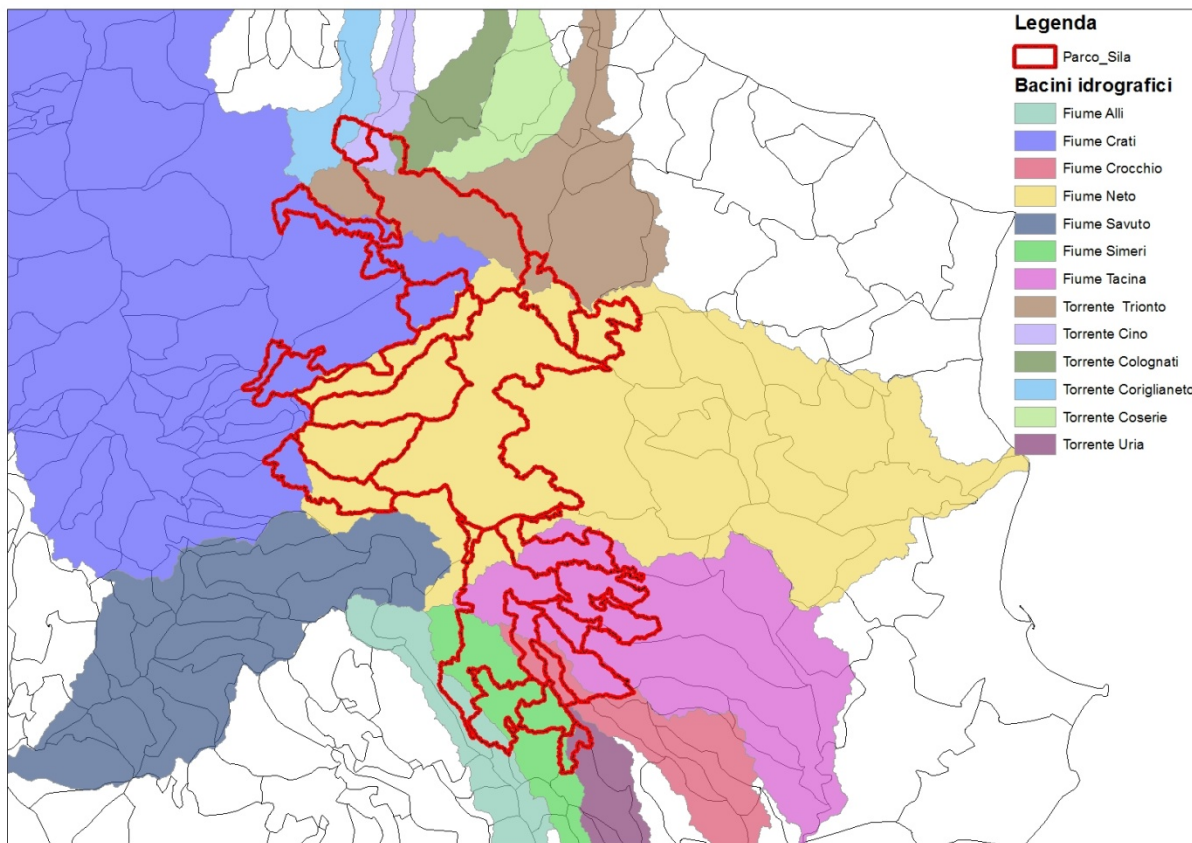 Legenda
Parco_Sila
Bacini idrografici
Fiume Alli
Fiume Crati
Fiume Crocchio
Fiume Neto
Fiume Savuto
Fiume Simeri
Fiume Tacina
Torrente Trionto
Torrente Cino
Torrente Colognati
Torrente Coriglianeto
Torrente Coserie
Torrente Uria